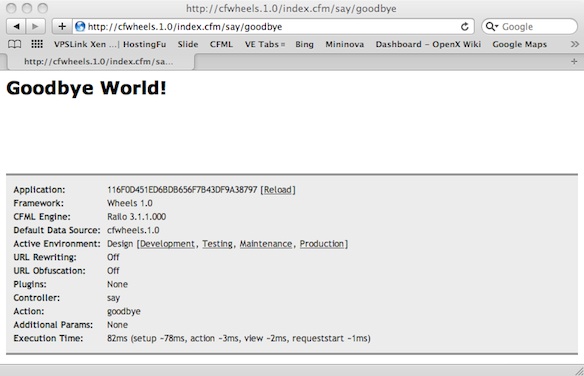 http://cfwheels.1.0/index.cfm/say/goodbye
http://cfwheels.1.0/index.cfm/say/goodbye Google
VPSLink Xen ...| HostingFu Slide CFML VE Tabs Bing Mininova Dashboard - OpenX Wiki Google Maps »
http://cfwheels.1.0/index.cfm/sa...
Goodbye World!
Application: 116F0D451ED6BDB656F7B43DF9A38797 [Reload]
Framework: Wheels 1.0
CFML Engine: Railo 3.1.1.000
Default Data Source: cfwheels.1.0
Active Environment: Design [Development, Testing, Maintenance, Production]
URL Rewriting: Off
URL Obfuscation: Off
Plugins: None
Controller: say
Action: goodbye
Additional Params: None
Execution Time: 82ms (setup ~78ms, action ~3ms, view ~2ms, requeststart ~1ms)